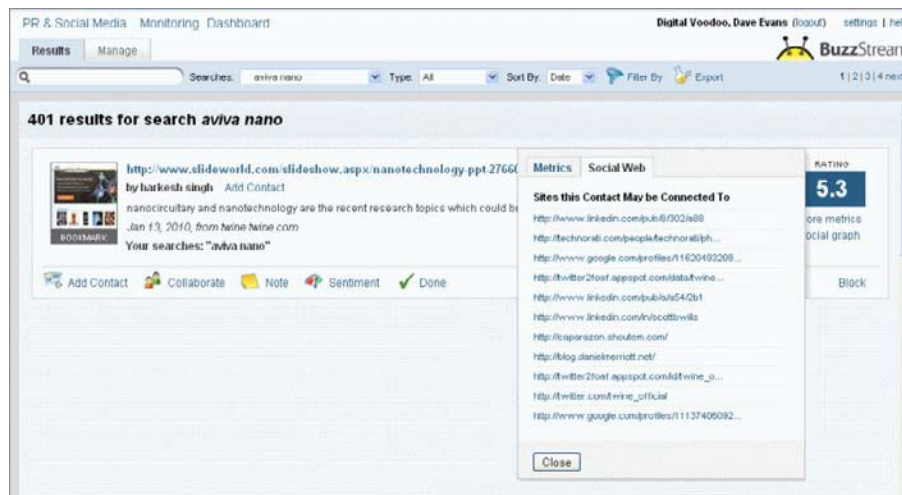 PR & Social Media Monitoring Dashboard
Digital Voodoo, Dave Evans (logout) settings | hel
Results Manage
BuzzStrean
Searches: aviva nano Type: All Sort By: Date Filter By Export 1 | 2 | 3 | 4 next
401 results for search aviva nano
http://www.slideworld.com/slideshow.aspx/nanotechnology-ppt-27660
by harkesh singh Add Contact
nanocircuitary and nanotechnology are the recent research topics which could be
Jan 13, 2010, from twine twine.com
Your searches: "aviva nano"
BOOKMARK
Add Contact Collaborate Note Sentiment Done
Metrics Social Web
Sites this Contact May be Connected To
http://www.linkedin.com/pub/8/302/a88
http://technorati.com/people/technorati/ph...
http://www.google.com/profiles/11620493208...
http://twitter2foaf.appspot.com/data/twine...
http://www.linkedin.com/pub/s/s54/2b1
http://www.linkedin.com/in/scottbwills
http://caparazon.shoutem.com/
http://blog.danielmerriott.net/
http://twitter2foaf.appspot.com/id/twine_o...
http://twitter.com/twine_official
http://www.google.com/profiles/11137406092...
Close
RATING
5.3
ore metrics
ocial graph
Block